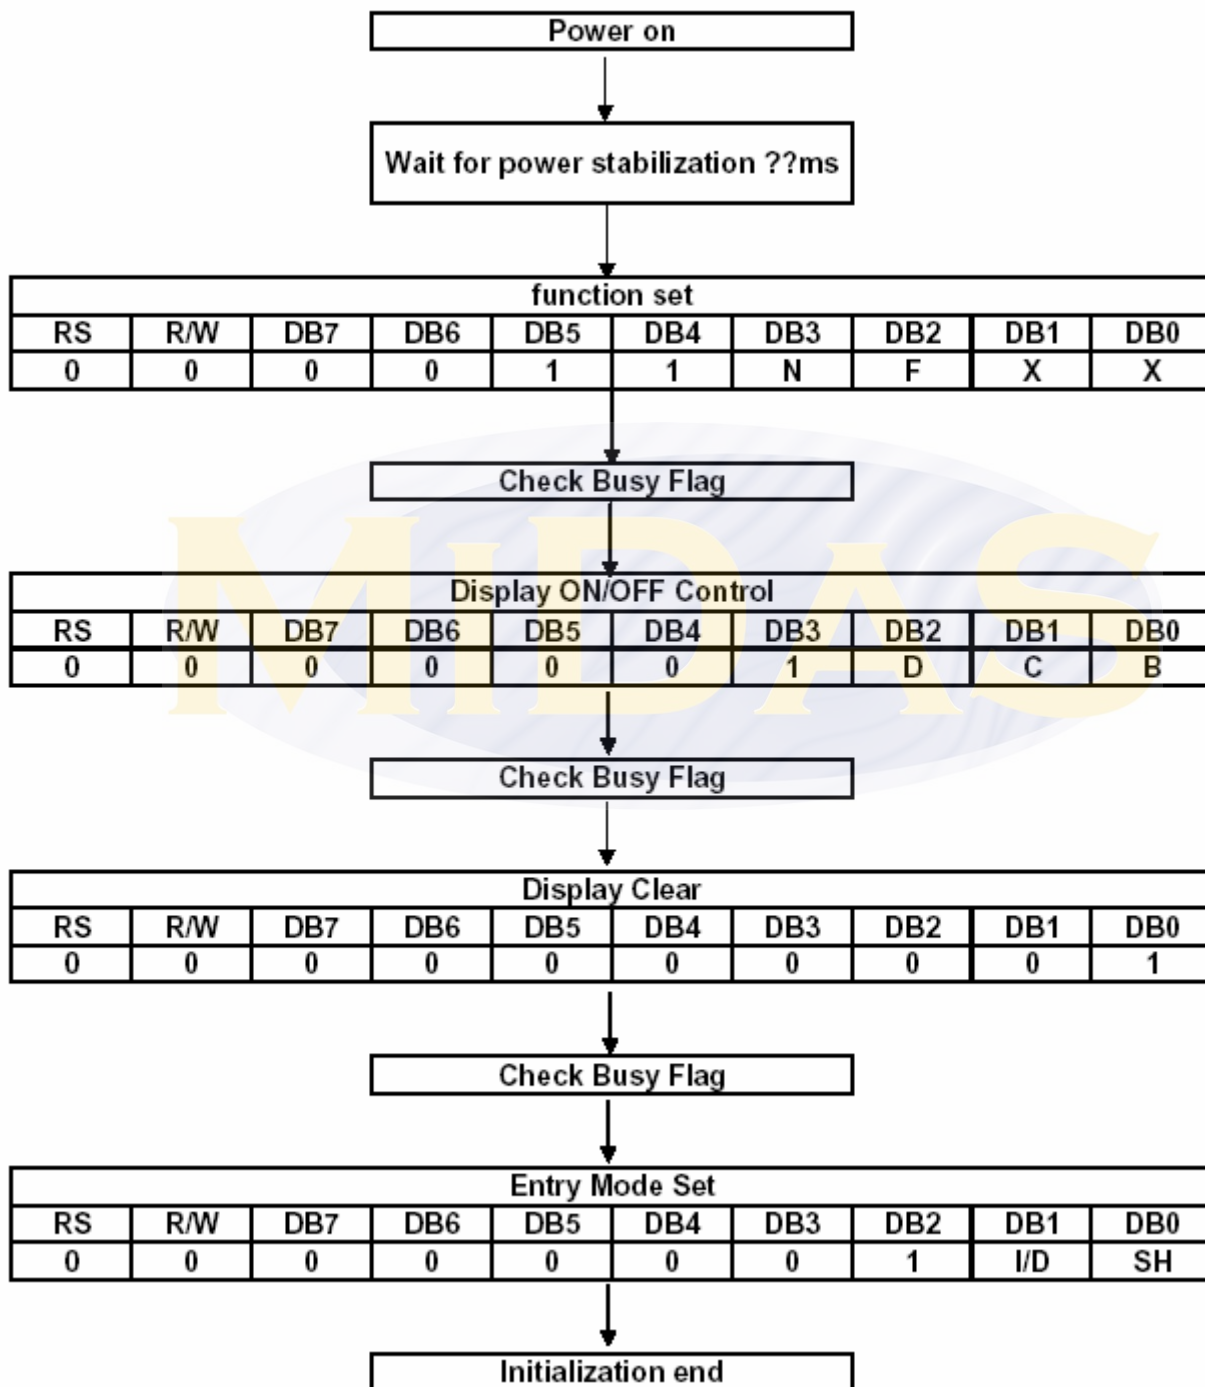 Power on
Wait for power stabilization ??ms
function set
RS R/W DB7 DB6 DB5 DB4 DB3 DB2 DB1 DB0
0 0 0 0 1 1 N F X X
Check Busy Flag
MIDAS
Display ON/OFF Control
RS R/W DB7 DB6 DB5 DB4 DB3 DB2 DB1 DB0
0 0 0 0 0 0 1 D C B
Check Busy Flag
Display Clear
RS R/W DB7 DB6 DB5 DB4 DB3 DB2 DB1 DB0
0 0 0 0 0 0 0 0 0 1
Check Busy Flag
Entry Mode Set
RS R/W DB7 DB6 DB5 DB4 DB3 DB2 DB1 DB0
0 0 0 0 0 0 0 1 I/D SH
Initialization end